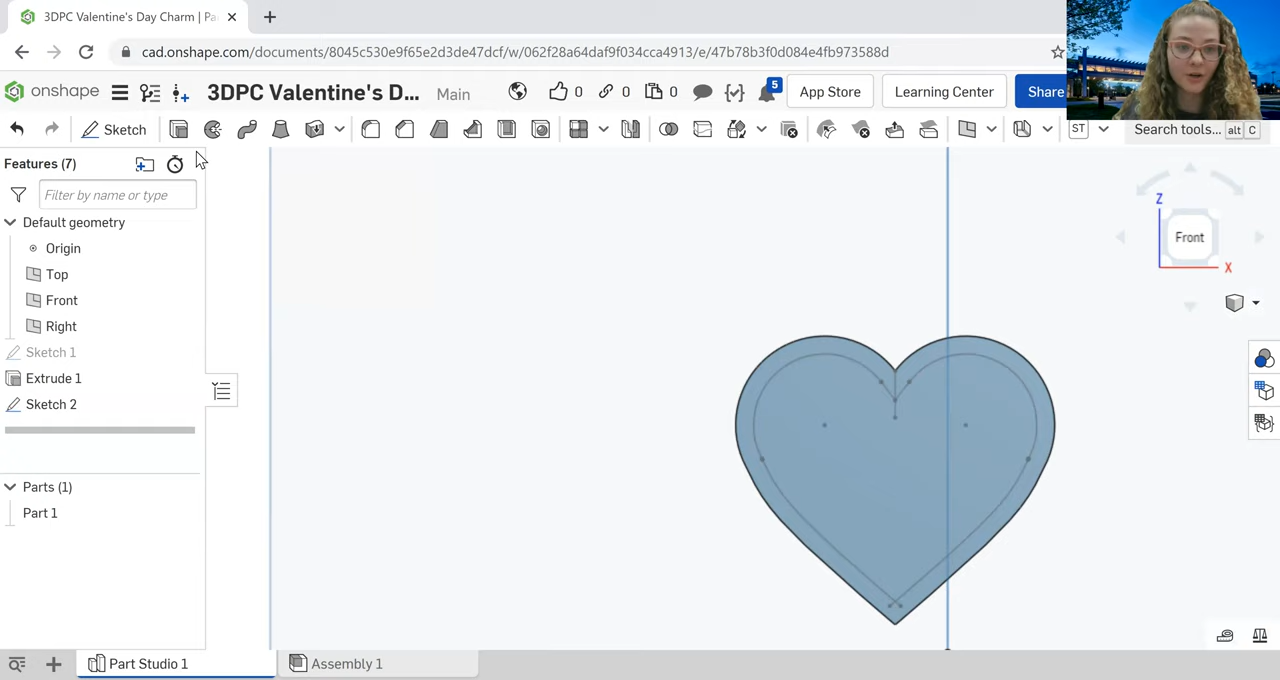 3DPC Valentine's Day Charm | Pa
cad.onshape.com/documents/8045c530e9f65e2d3de47dcf/w/062f28a64daf9f034cca4913/e/47b78b3f0d084e4fb973588d
onshape 3DPC Valentine's D... Main 0 0 0 5 App Store Learning Center Share
Sketch ST Search tools... alt C
Features (7)
Filter by name or type
Default geometry
Origin
Top
Front
Right
Sketch 1
Extrude 1
Sketch 2
Parts (1)
Part 1
Z
Front
X
Part Studio 1 Assembly 1